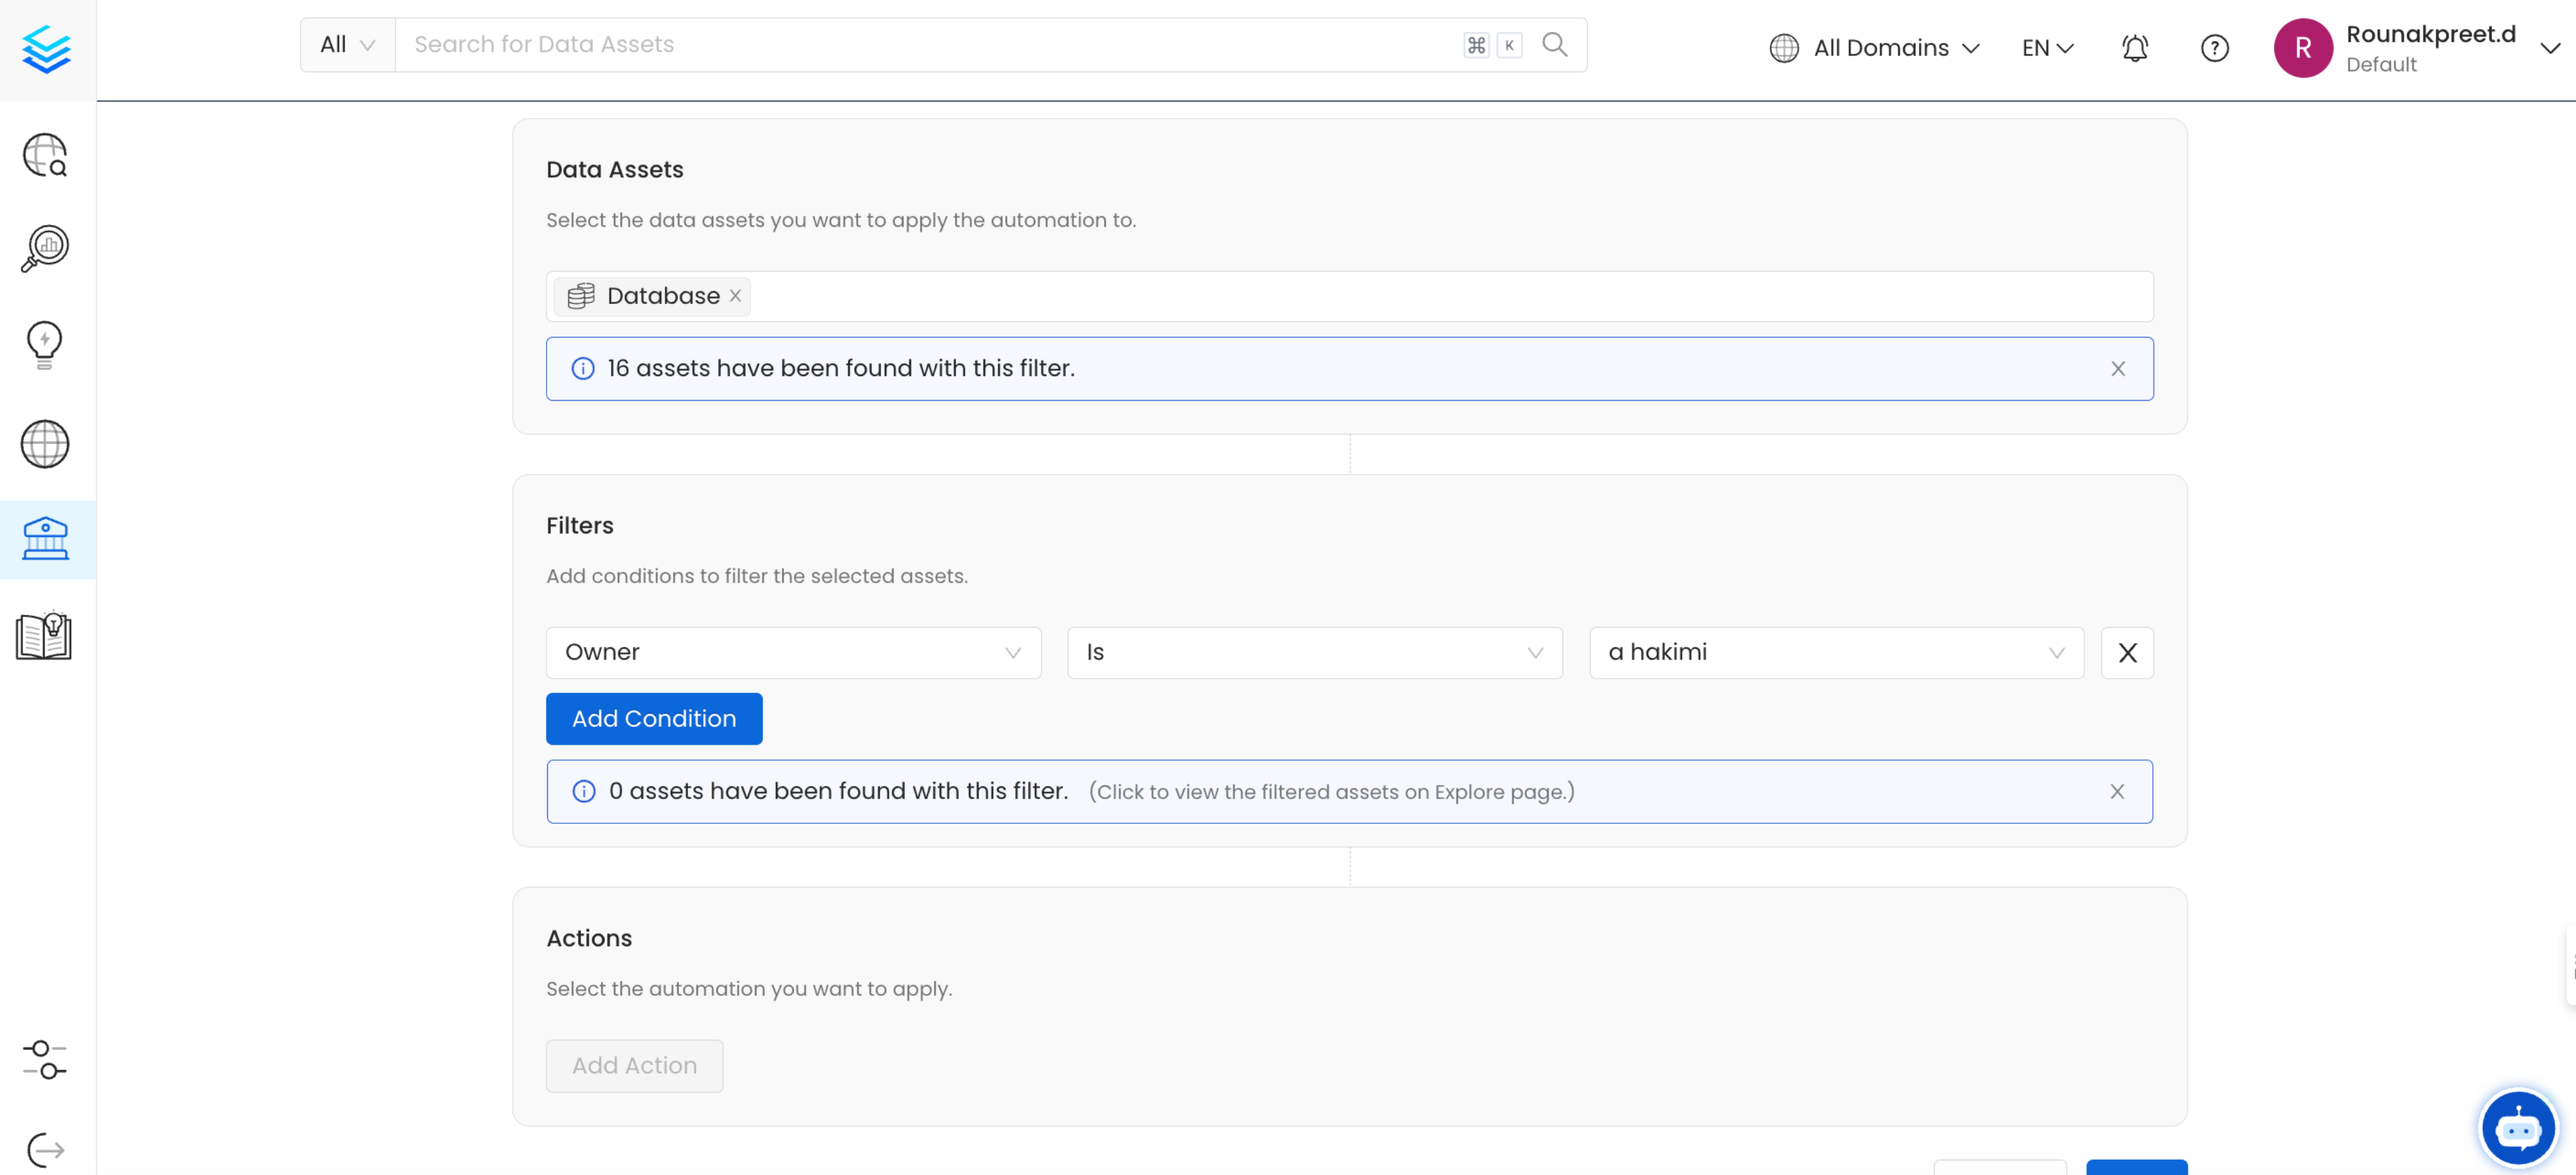 All
Search for Data Assets
⌘ K
All Domains
EN
R
Rounakpreet.d
Default
Data Assets
Select the data assets you want to apply the automation to.
Database
16 assets have been found with this filter.
Filters
Add conditions to filter the selected assets.
Owner
Is
a hakimi
Add Condition
0 assets have been found with this filter. (Click to view the filtered assets on Explore page.)
Actions
Select the automation you want to apply.
Add Action